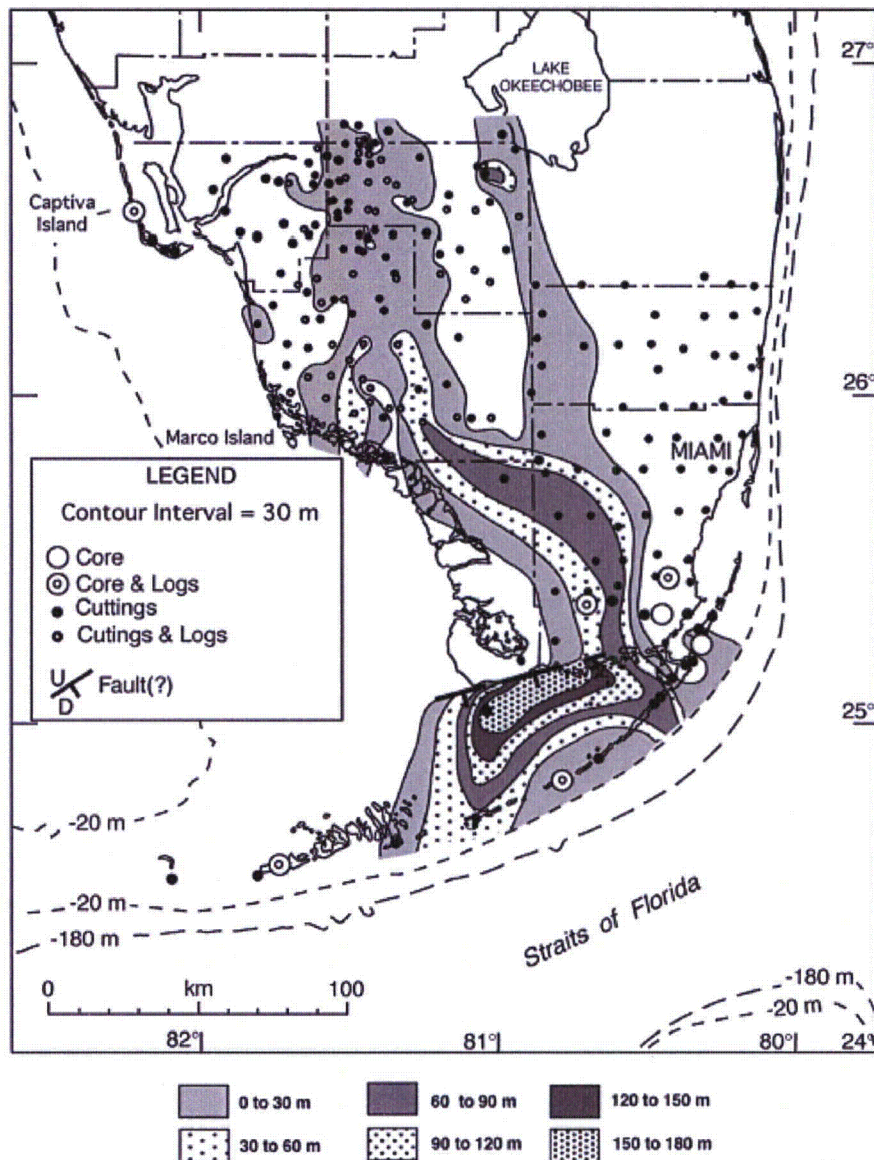 27°
LAKE
OKEECHOBEE
Captiva
Island
26°
Marco Island
MIAMI
LEGEND
Contour Interval = 30 m
Core
Core & Logs
Cuttings
Cutings & Logs
U
D
Fault(?)
25°
-20 m
-20 m
-180 m
Straits of Florida
0 km 100
-180 m
-20 m
82°
81°
80°
24°
0 to 30 m
60 to 90 m
120 to 150 m
30 to 60 m
90 to 120 m
150 to 180 m